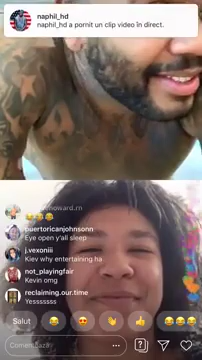 naphil_hd
naphil_hd a pornit un clip video în direct.
puertoricanjohnsonn
Eye open y'all sleep
j.vexoniii
Kiev why entertaining ha
not_playingfair
Kevin omg
reclaiming.our.time
Yesssssss
Salut
Comentează